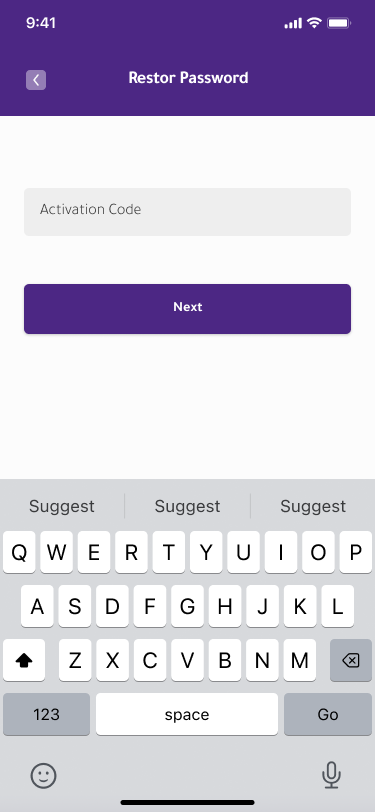 9:41
Restor Password
Activation Code
Next
Suggest Suggest Suggest
Q W E R T Y U I O P
A S D F G H J K L
Z X C V B N M
123 space Go